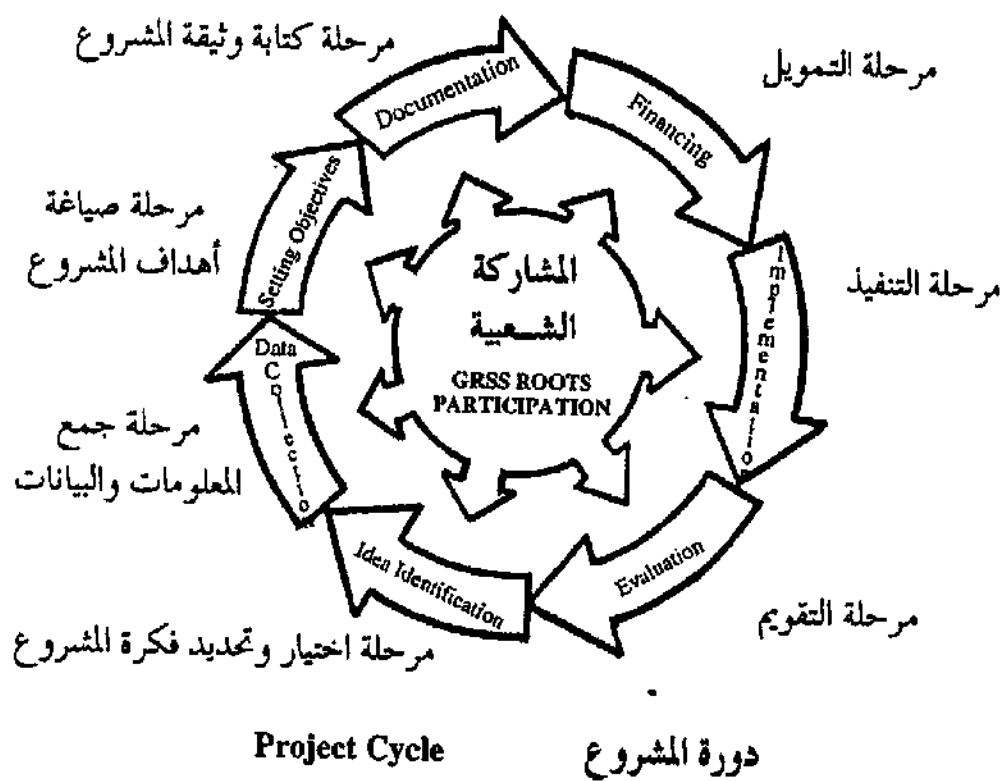 مرحلة كتابة وثيقة المشروع
Documentation
مرحلة التمويل
Financing
مرحلة صياغة
أهداف المشروع
Setting Objectives
مرحلة التنفيذ
Implementation
المشاركة
الشعبية
GRSS ROOTS
PARTICIPATION
Data
Collection
مرحلة جمع
المعلومات والبيانات
Idea Identification
مرحلة اختيار وتحديد فكرة المشروع
Evaluation
مرحلة التقويم
Project Cycle
دورة المشروع